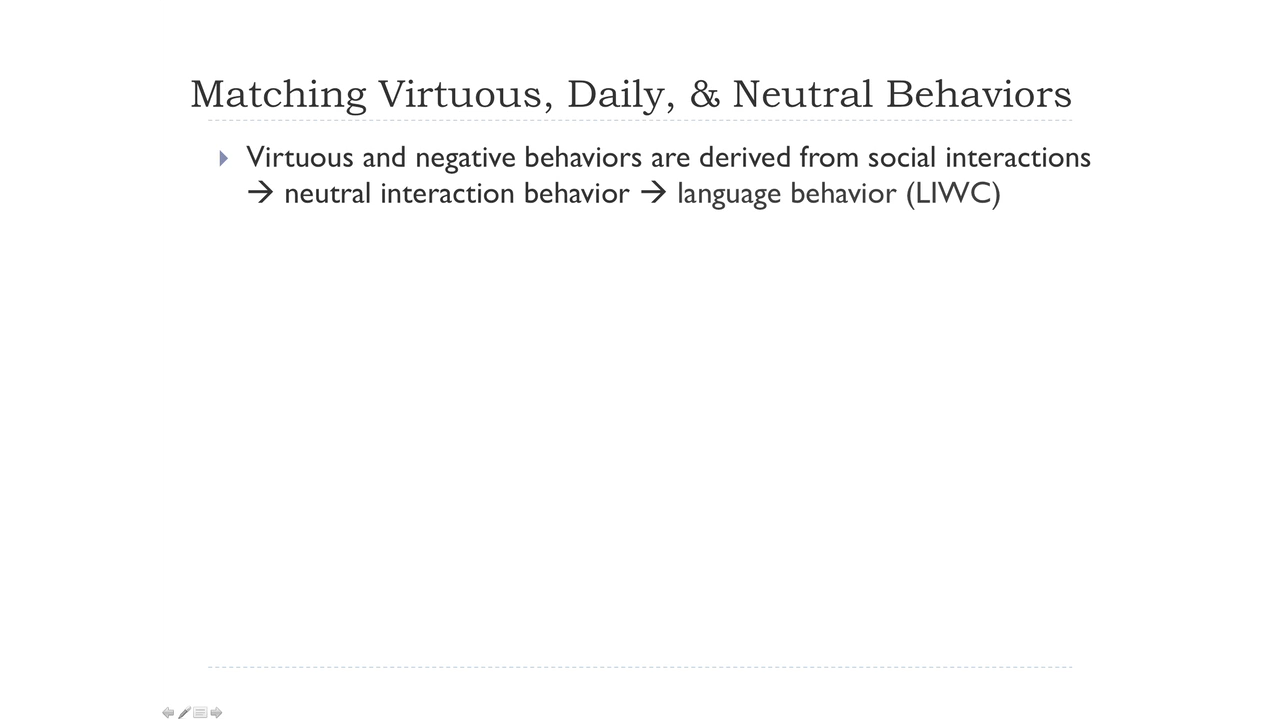 Matching Virtuous, Daily, & Neutral Behaviors
Virtuous and negative behaviors are derived from social interactions
→ neutral interaction behavior → language behavior (LIWC)